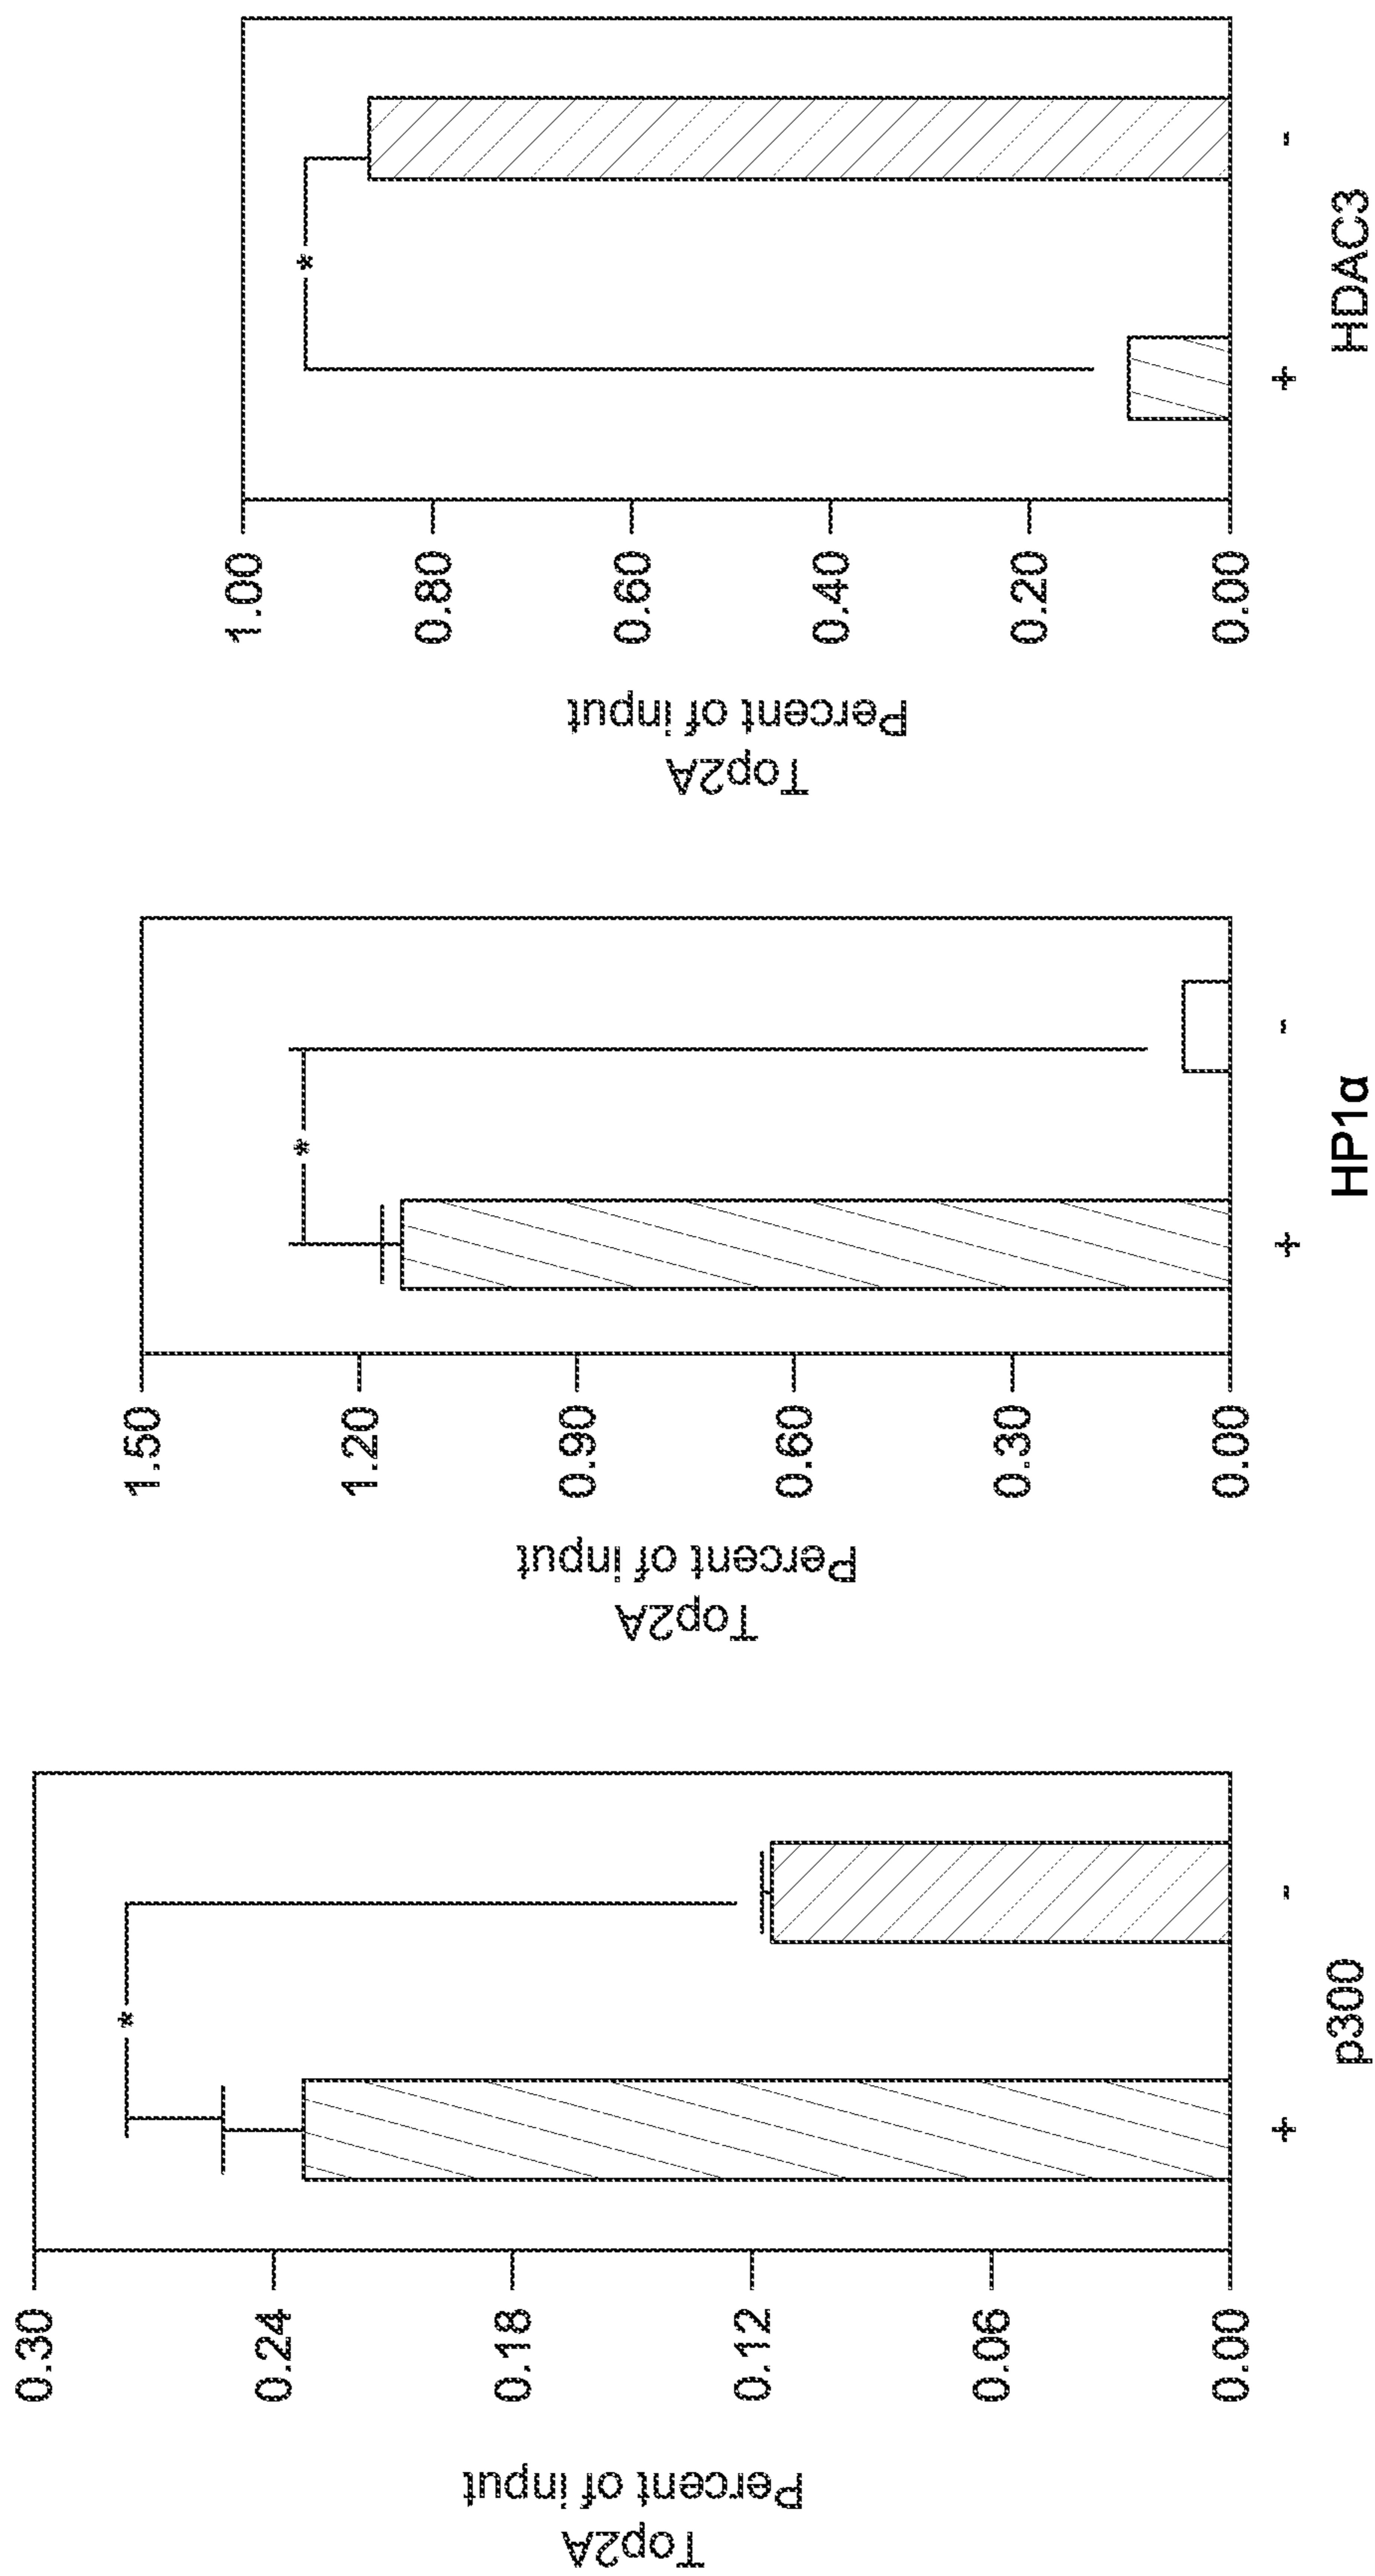 Top2A
Percent of input
0.30
0.24
0.18
0.12
0.06
0.00
*
+ -
p300
Top2A
Percent of input
1.50
1.20
0.90
0.60
0.30
0.00
*
+ -
HP1α
Top2A
Percent of input
1.00
0.80
0.60
0.40
0.20
0.00
*
+ -
HDAC3